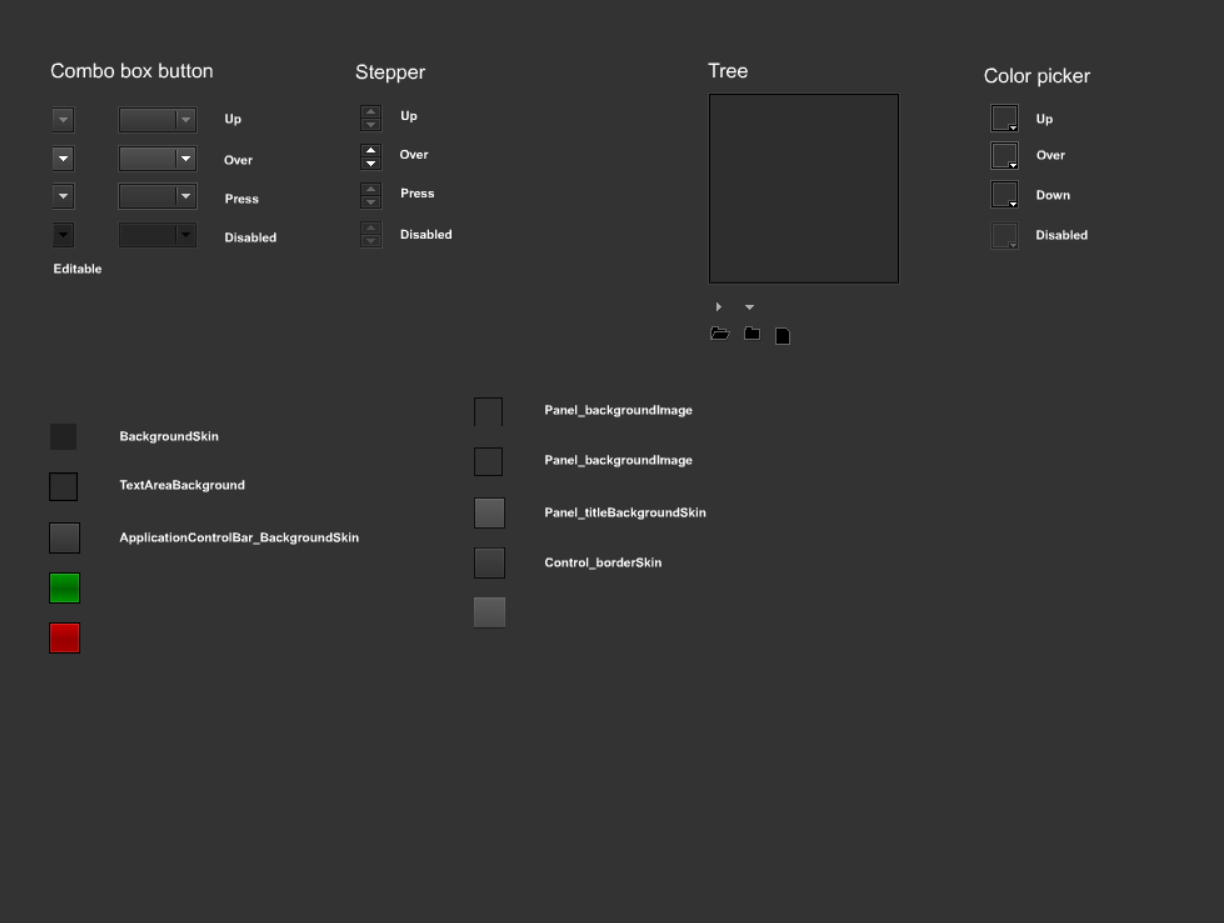 Combo box button
Up
Over
Press
Disabled
Editable
Stepper
Up
Over
Press
Disabled
Tree
Color picker
Up
Over
Down
Disabled
BackgroundSkin
TextAreaBackground
ApplicationControlBar_BackgroundSkin
Panel_backgroundImage
Panel_backgroundImage
Panel_titleBackgroundSkin
Control_borderSkin